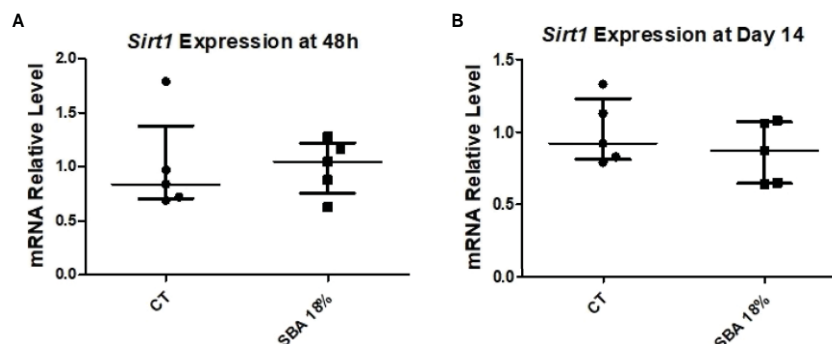 A
Sirt1 Expression at 48h
mRNA Relative Level
2.0
1.5
1.0
0.5
0.0
CT
SBA 18%
B
Sirt1 Expression at Day 14
mRNA Relative Level
1.5
1.0
0.5
0.0
CT
SBA 18%